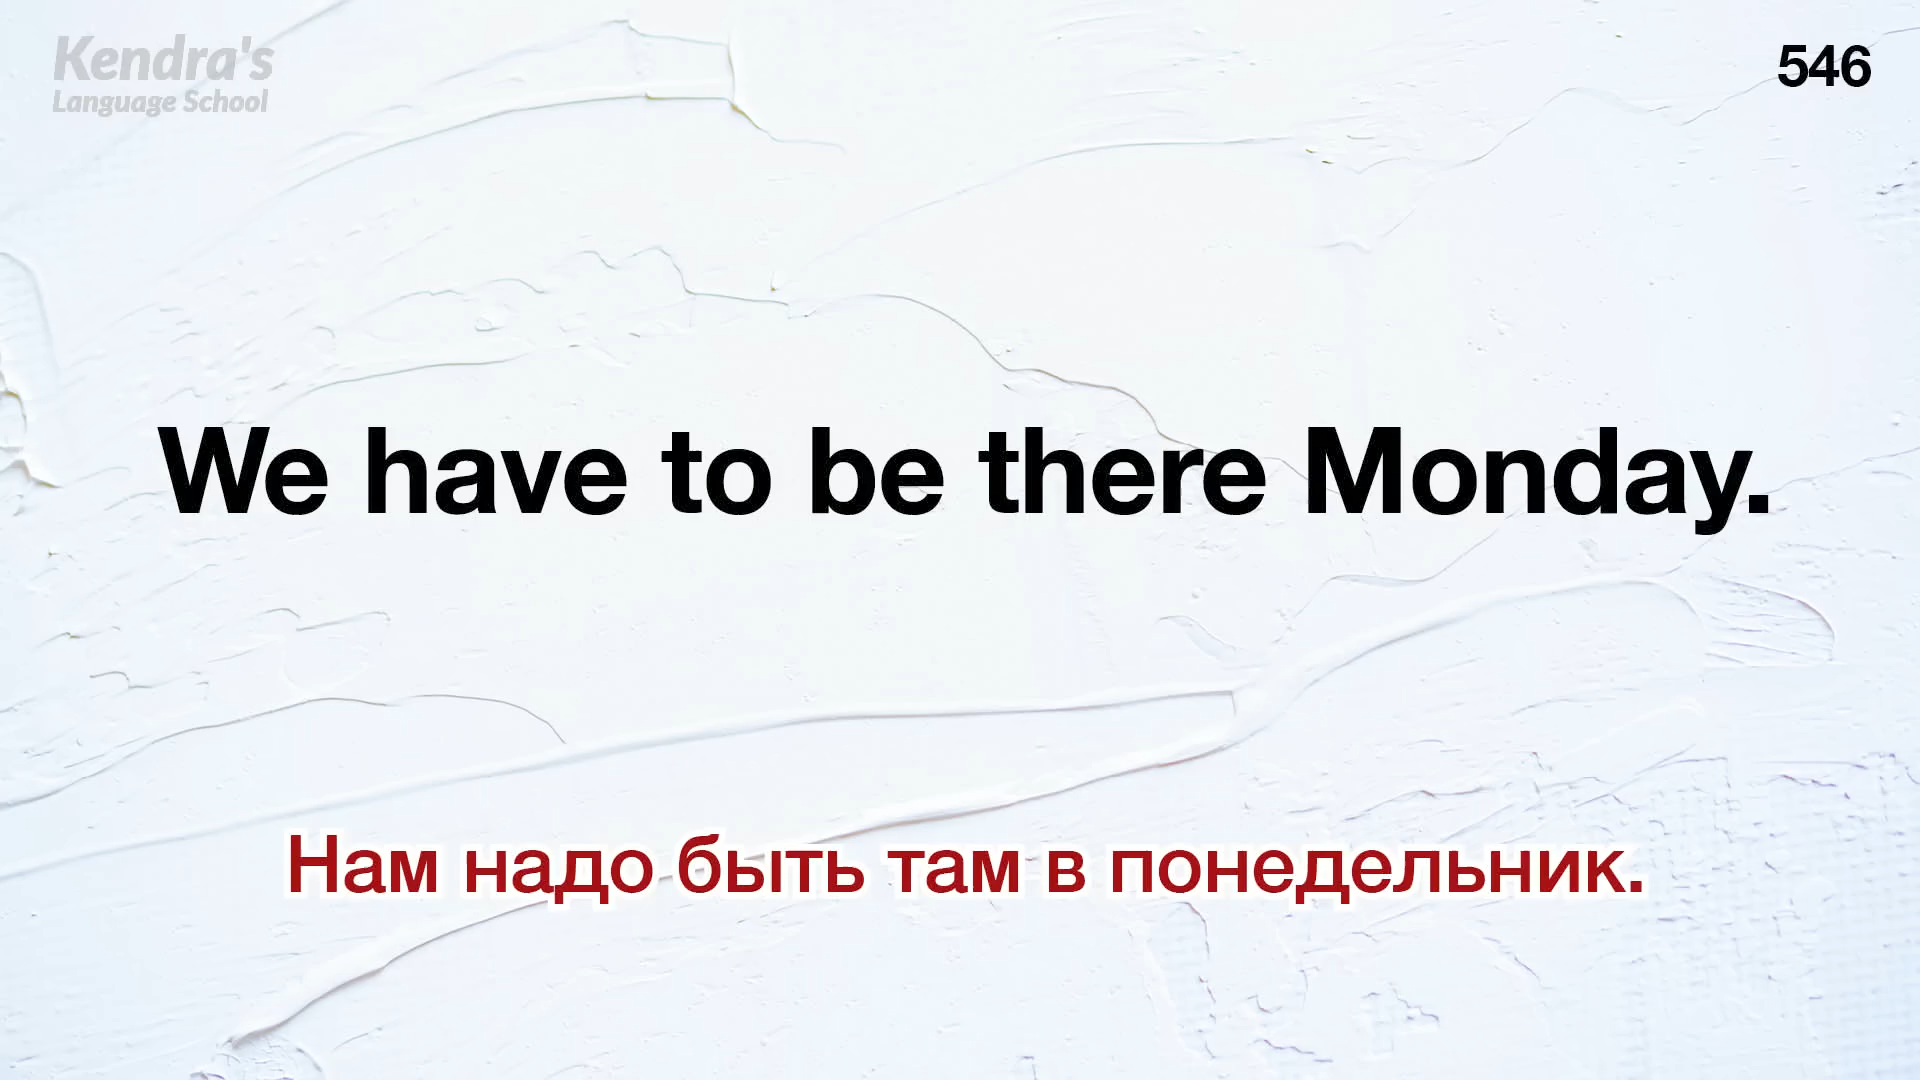 Kendra's
Language School
546
We have to be there Monday.
Нам надо быть там в понедельник.